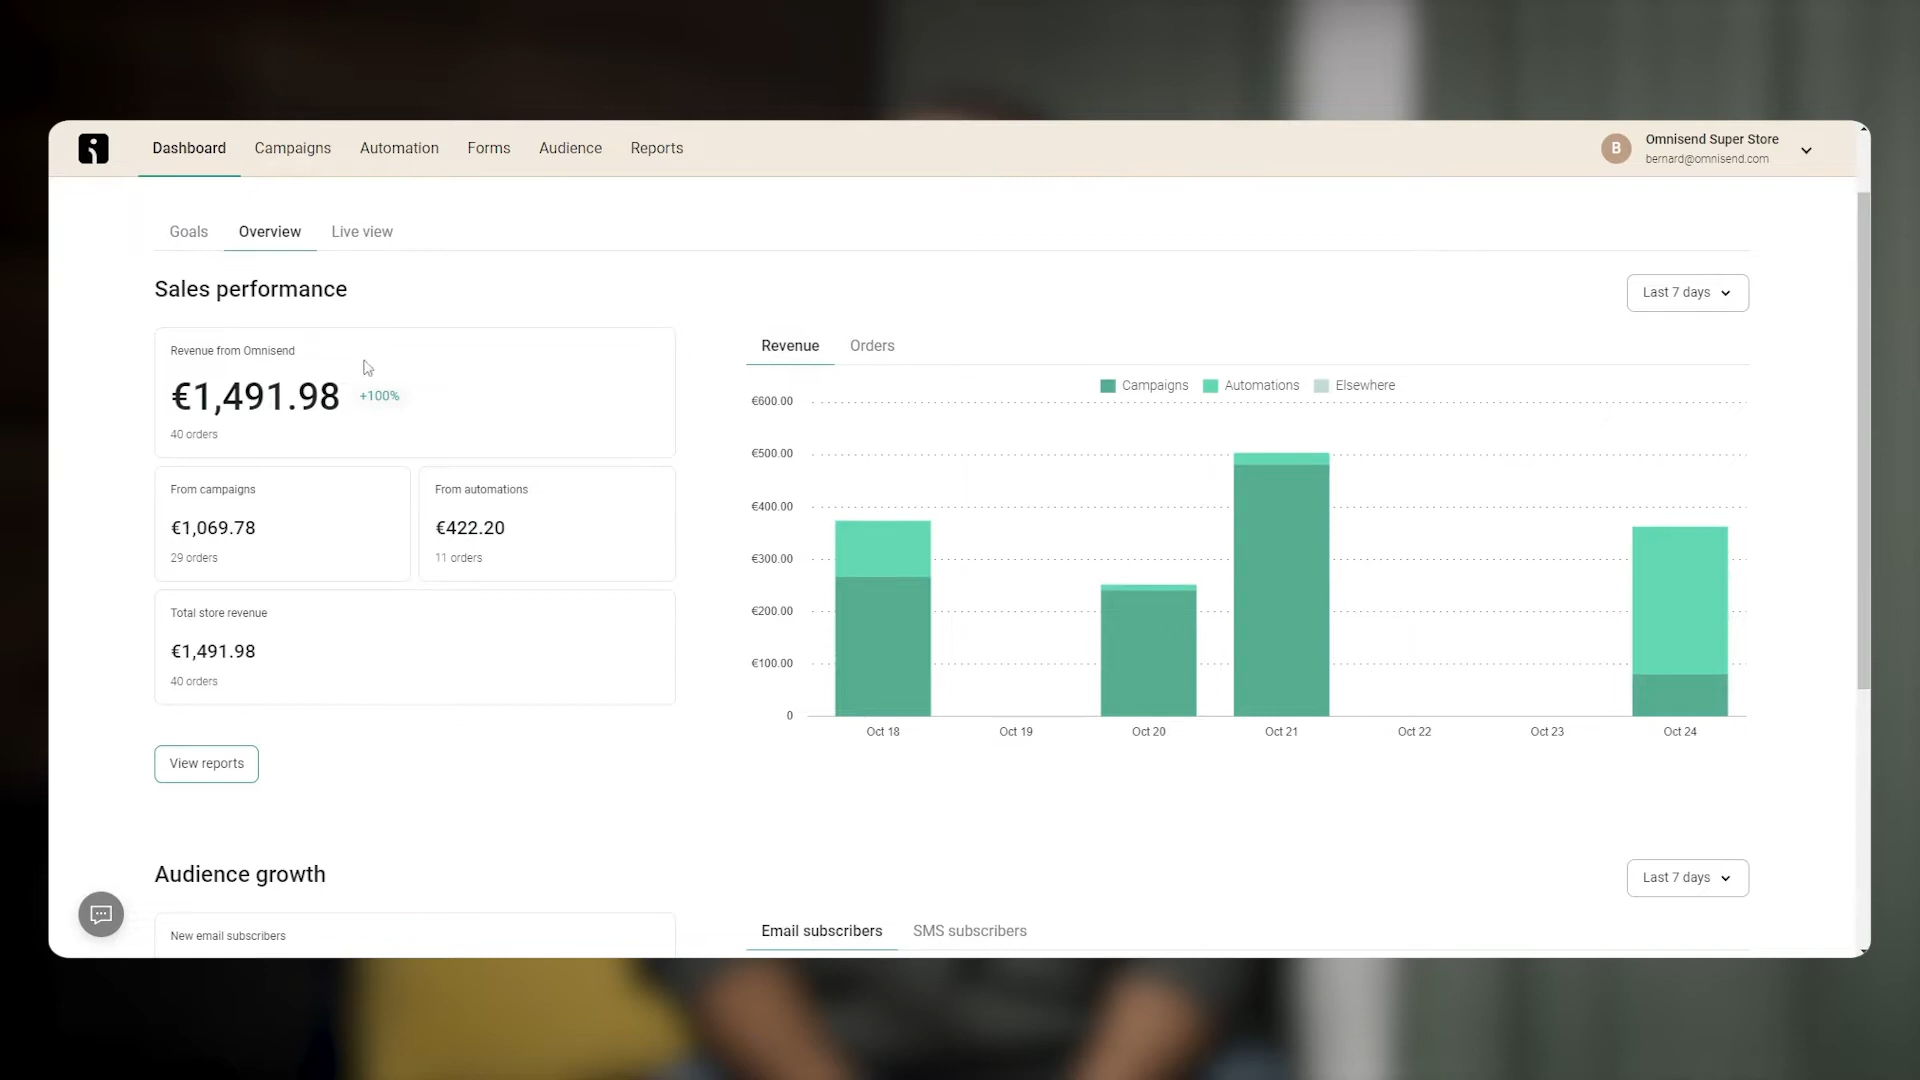 Dashboard
Campaigns
Automation
Forms
Audience
Reports
B
Omnisend Super Store
bernard@omnisend.com
Goals
Overview
Live view
Sales performance
Last 7 days
Revenue from Omnisend
€1,491.98
+100%
40 orders
From campaigns
€1,069.78
29 orders
From automations
€422.20
11 orders
Total store revenue
€1,491.98
40 orders
View reports
Revenue
Orders
Campaigns
Automations
Elsewhere
€600.00
€500.00
€400.00
€300.00
€200.00
€100.00
0
Oct 18
Oct 19
Oct 20
Oct 21
Oct 22
Oct 23
Oct 24
Audience growth
Last 7 days
New email subscribers
Email subscribers
SMS subscribers